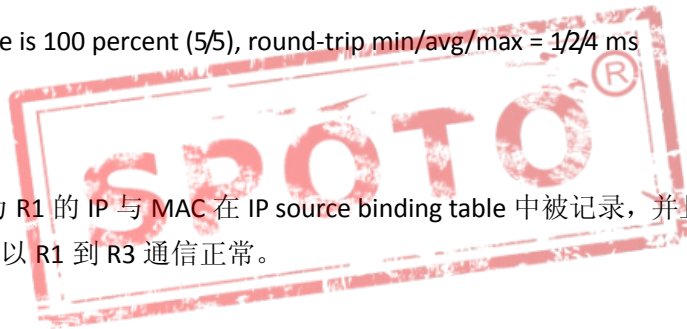 e is 100 percent (5/5), round-trip min/avg/max = 1/2/4 ms
SPOTO®
R1 的 IP 与 MAC 在 IP source binding table 中被记录，并
以 R1 到 R3 通信正常。